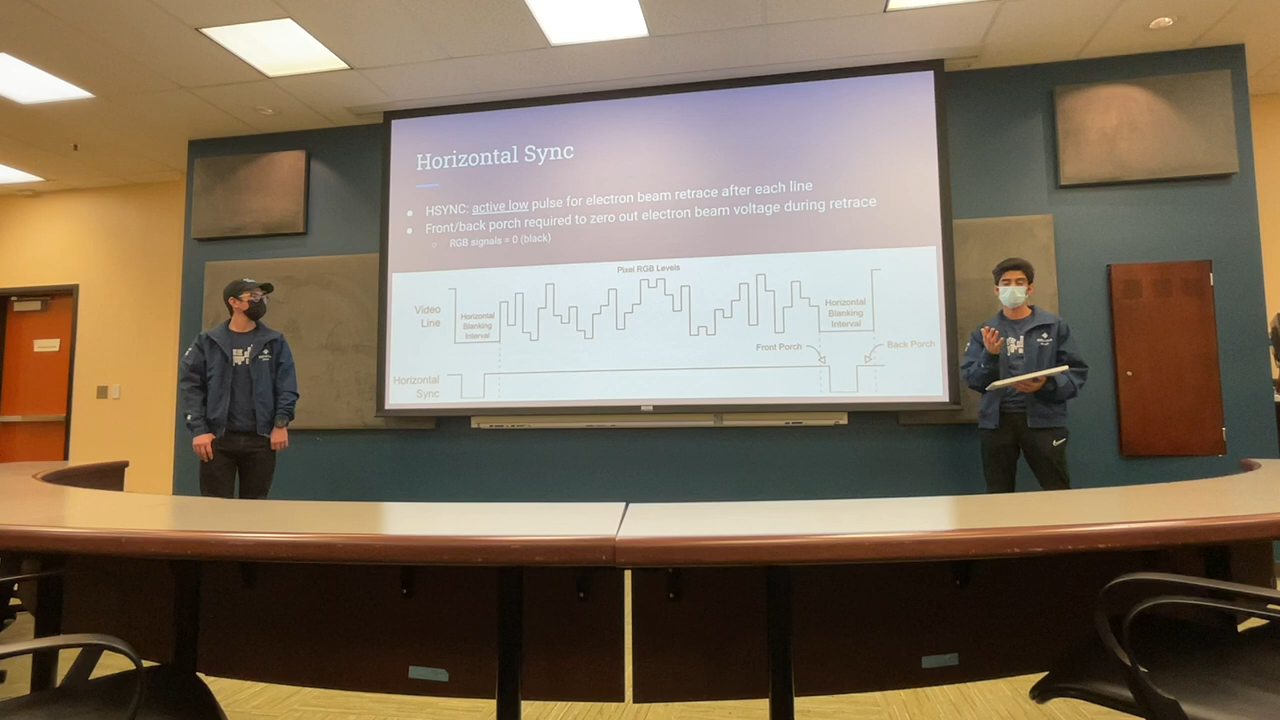 Horizontal Sync
● HSYNC: active low pulse for electron beam retrace after each line
● Front/back porch required to zero out electron beam voltage during retrace
○ RGB signals = 0 (black)
Pixel RGB Levels
Video
Line
Horizontal
Blanking
Interval
Horizontal
Blanking
Interval
Front Porch
Back Porch
Horizontal
Sync